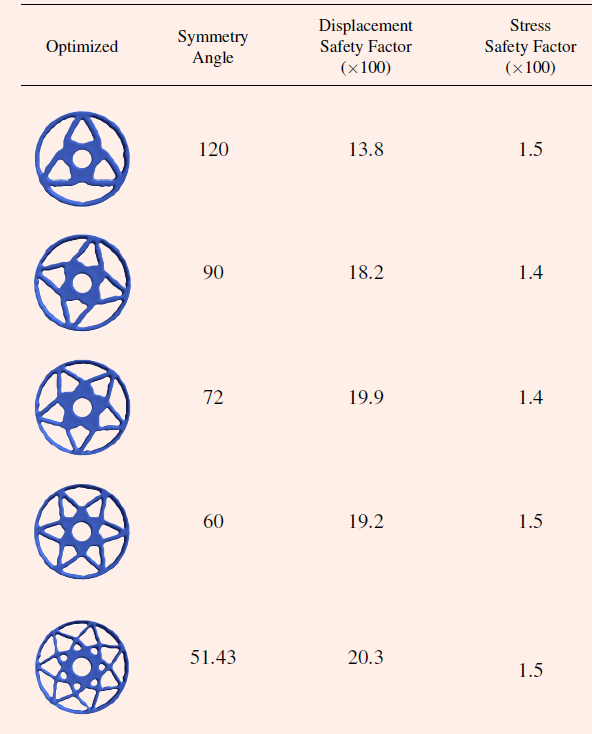 Optimized Symmetry Angle Displacement Safety Factor (×100) Stress Safety Factor (×100)
120 13.8 1.5
90 18.2 1.4
72 19.9 1.4
60 19.2 1.5
51.43 20.3 1.5